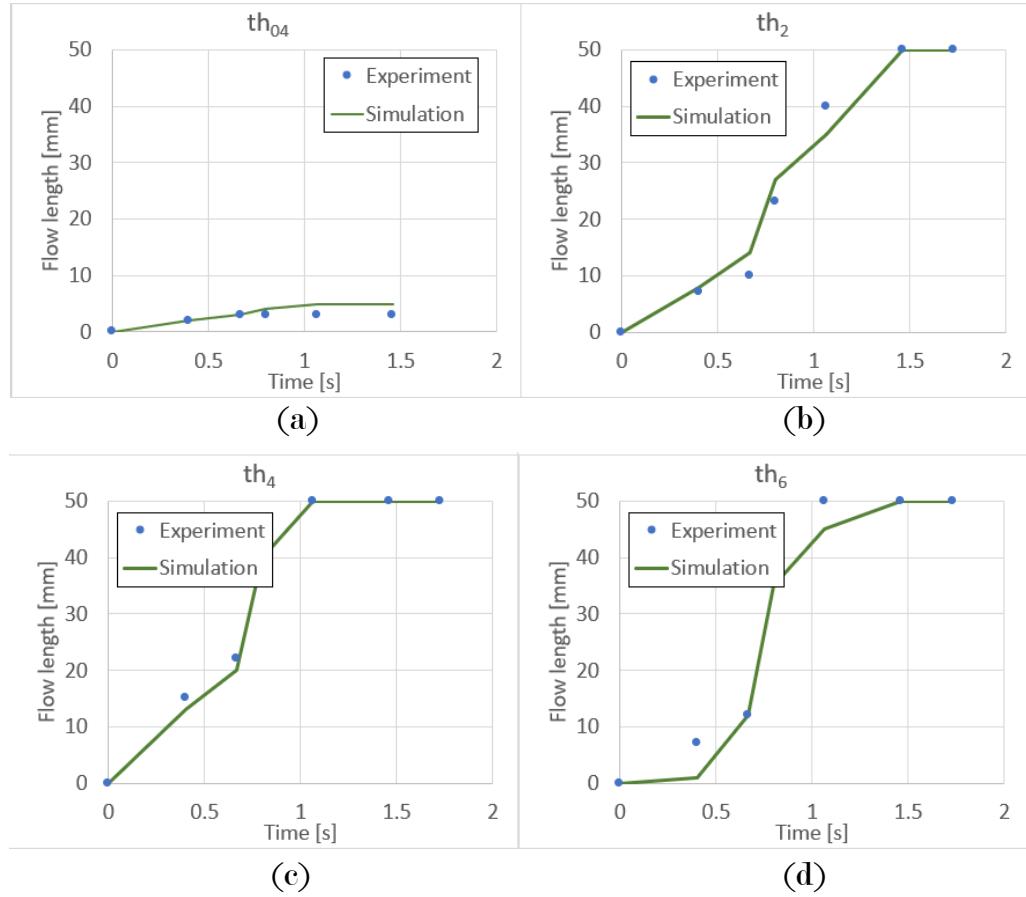 th₀₄
50
40
30
20
10
0
Flow length [mm]
Experiment
Simulation
0 0.5 1 1.5 2
Time [s]
(a)
th₂
50
40
30
20
10
0
Flow length [mm]
Experiment
Simulation
0 0.5 1 1.5 2
Time [s]
(b)
th₄
50
40
30
20
10
0
Flow length [mm]
Experiment
Simulation
0 0.5 1 1.5 2
Time [s]
(c)
th₆
50
40
30
20
10
0
Flow length [mm]
Experiment
Simulation
0 0.5 1 1.5 2
Time [s]
(d)